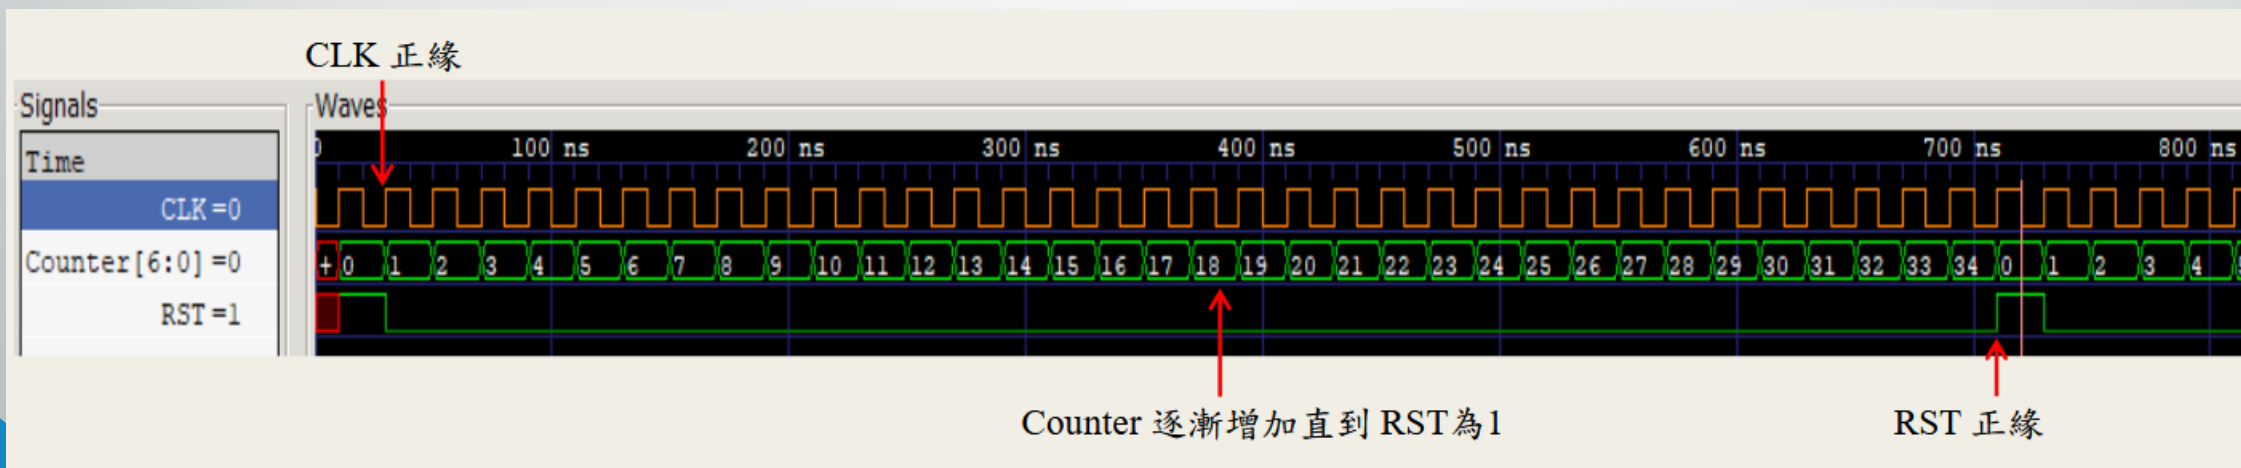 CLK 正緣
Signals
Waves
Time
0 100 ns 200 ns 300 ns 400 ns 500 ns 600 ns 700 ns 800 ns
CLK=0
Counter[6:0]=0
+ 0 1 2 3 4 5 6 7 8 9 10 11 12 13 14 15 16 17 18 19 20 21 22 23 24 25 26 27 28 29 30 31 32 33 34 0 1 2 3 4
RST=1
Counter 逐漸增加直到 RST為1
RST 正緣